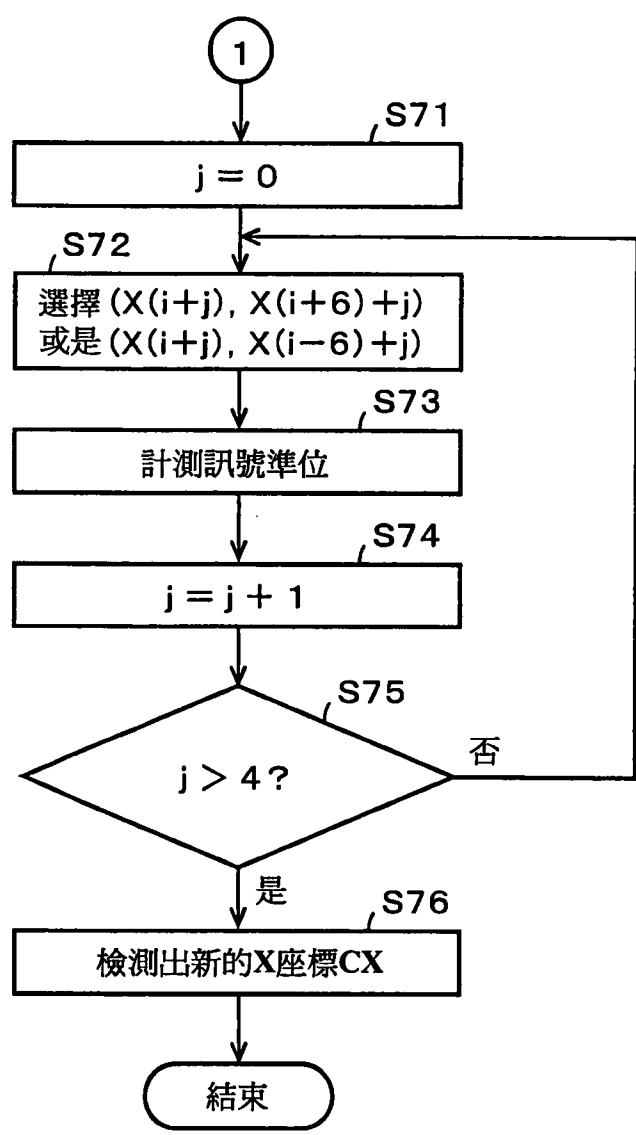 1
S71
j = 0
S72
選擇 (X(i+j), X(i+6)+j)
或是 (X(i+j), X(i−6)+j)
S73
計測訊號準位
S74
j = j + 1
S75
j > 4?
否
是
S76
檢測出新的X座標CX
結束